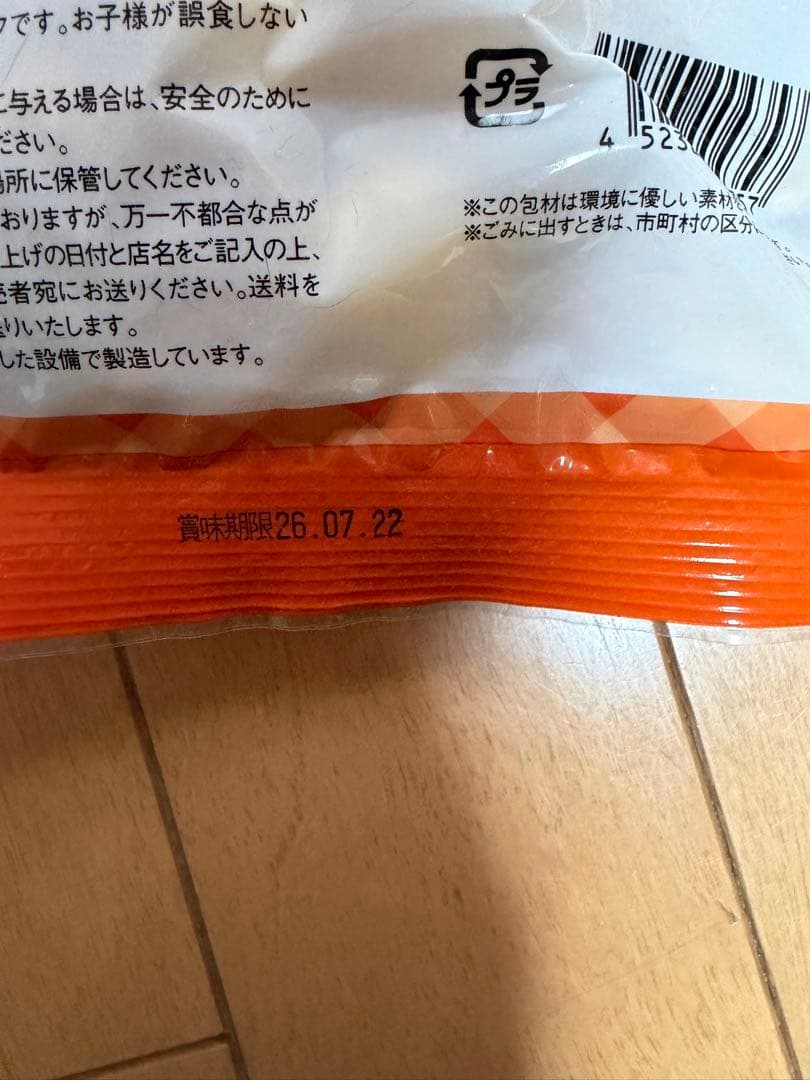 です。お子様が誤食しない
与える場合は、安全のために
ださい。
場所に保管してください。
おりますが、万一不都合な点が
上げの日付と店名をご記入の上、
売者宛にお送りください。送料を
送りいたします。
した設備で製造しています。
プラ
4 523
※この包材は環境に優しい素材
※ごみに出すときは、市町村の区分
賞味期限26.07.22